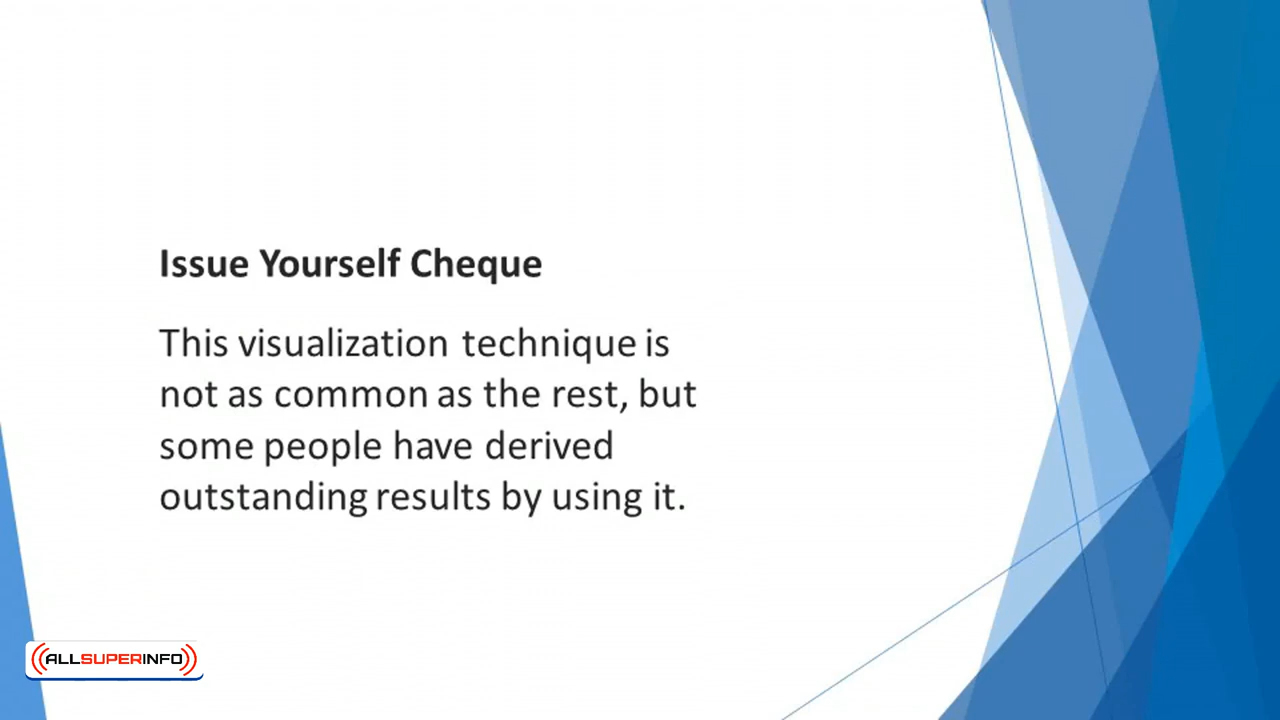 Issue Yourself Cheque
This visualization technique is
not as common as the rest, but
some people have derived
outstanding results by using it.
ALLSUPERINFO